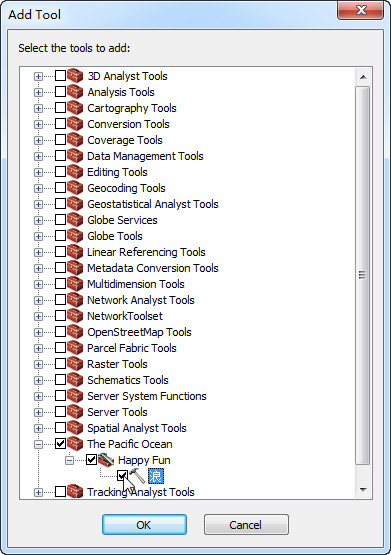 Add Tool
Select the tools to add:
3D Analyst Tools
Analysis Tools
Cartography Tools
Conversion Tools
Coverage Tools
Data Management Tools
Editing Tools
Geocoding Tools
Geostatistical Analyst Tools
Globe Services
Globe Tools
Linear Referencing Tools
Metadata Conversion Tools
Multidimension Tools
Network Analyst Tools
NetworkToolset
OpenStreetMap Tools
Parcel Fabric Tools
Raster Tools
Schematics Tools
Server System Functions
Server Tools
Spatial Analyst Tools
The Pacific Ocean
Happy Fun
浪
Tracking Analyst Tools
OK Cancel